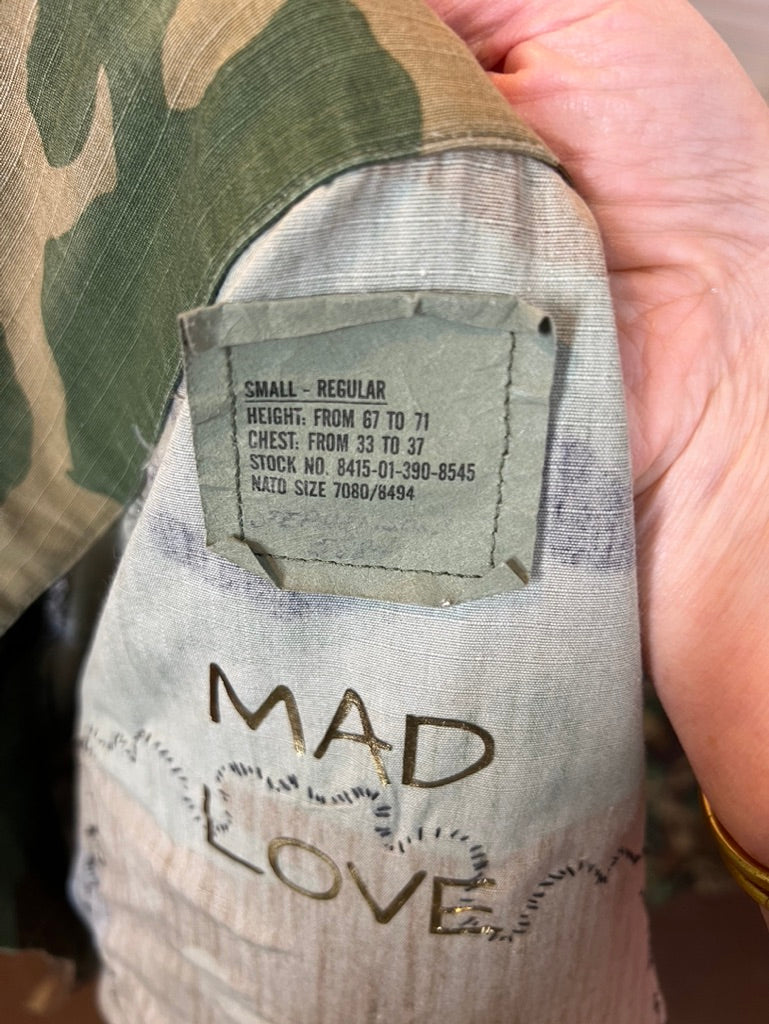 SMALL - REGULAR
HEIGHT: FROM 67 TO 71
CHEST: FROM 33 TO 37
STOCK NO. 8415-01-390-8545
NATO SIZE 7080/8494
MAD
LOVE